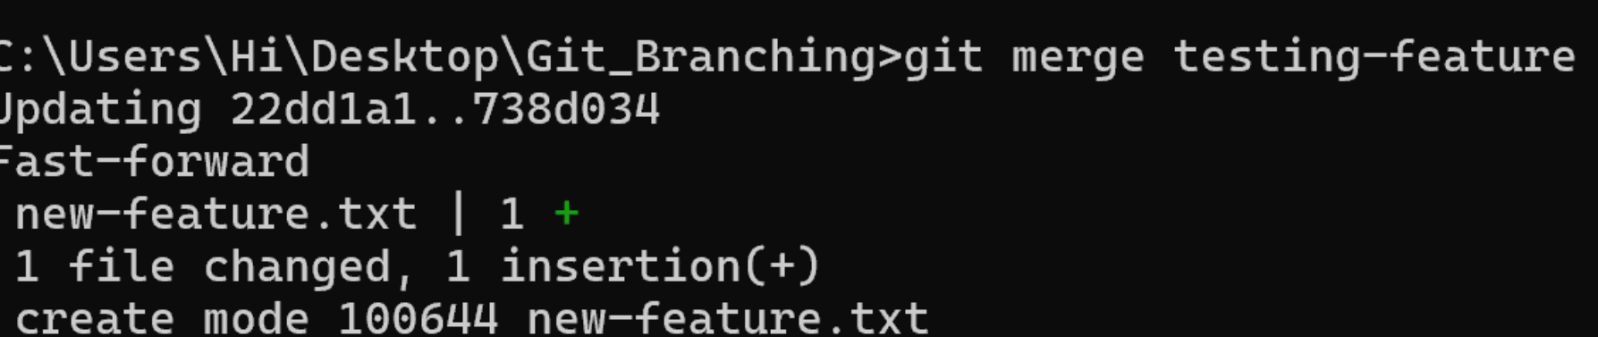 C:\Users\Hi\Desktop\Git_Branching>git merge testing-feature
Updating 22dd1a1..738d034
Fast-forward
new-feature.txt | 1 +
1 file changed, 1 insertion(+)
create mode 100644 new-feature.txt